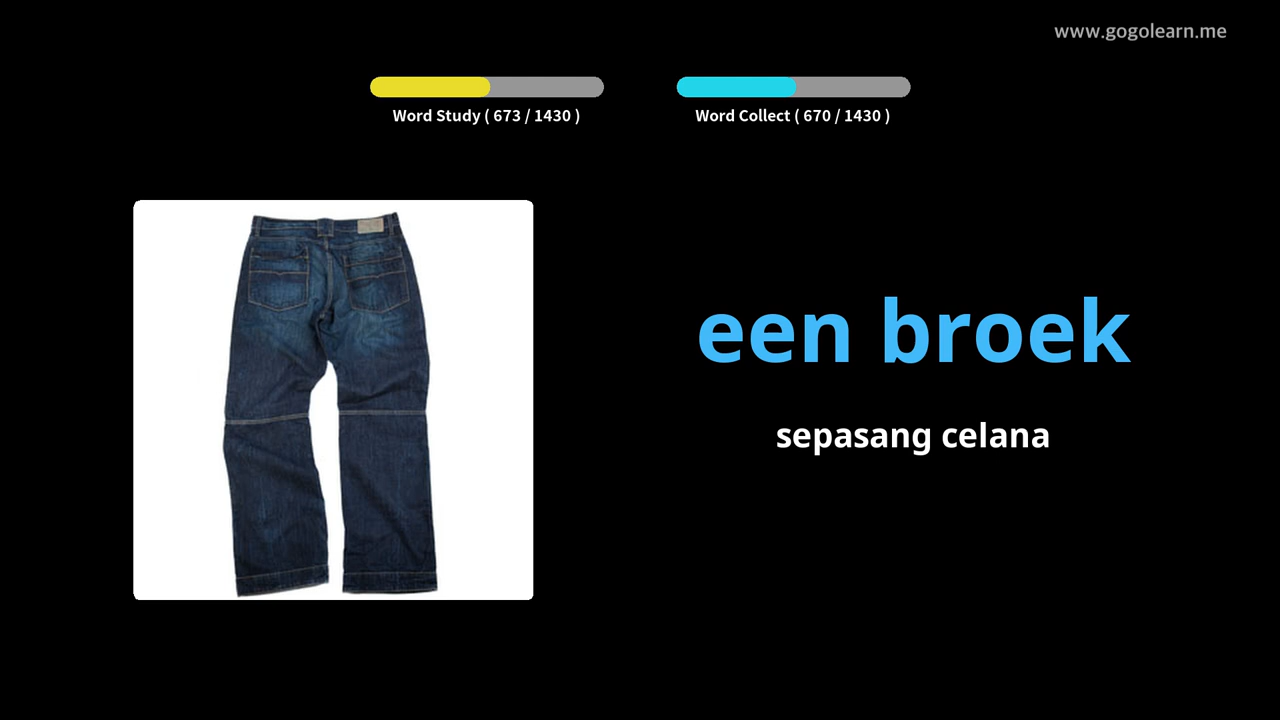 www.gogolearn.me
Word Study ( 673 / 1430 )
Word Collect ( 670 / 1430 )
een broek
sepasang celana